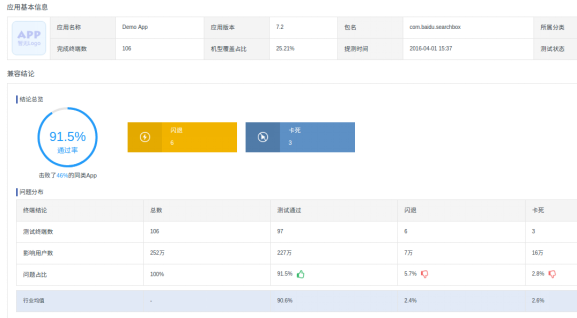 应用基本信息
应用名称 Demo App 应用版本 7.2 包名 com.baidu.searchbox 所属分类
APP
完成终端数 106 机型覆盖占比 25.21% 提测时间 2016-04-01 15:37 测试状态
兼容结论
结论总览
91.5%
通过率
闪退
6
卡死
3
击败了46%的同类App
问题分布
终端结论 总数 测试通过 闪退 卡死
测试终端数 106 97 6 3
影响用户数 252万 227万 7万 16万
问题占比 100% 91.5% 5.7% 2.8%
行业均值 - 90.6% 2.4% 2.6%